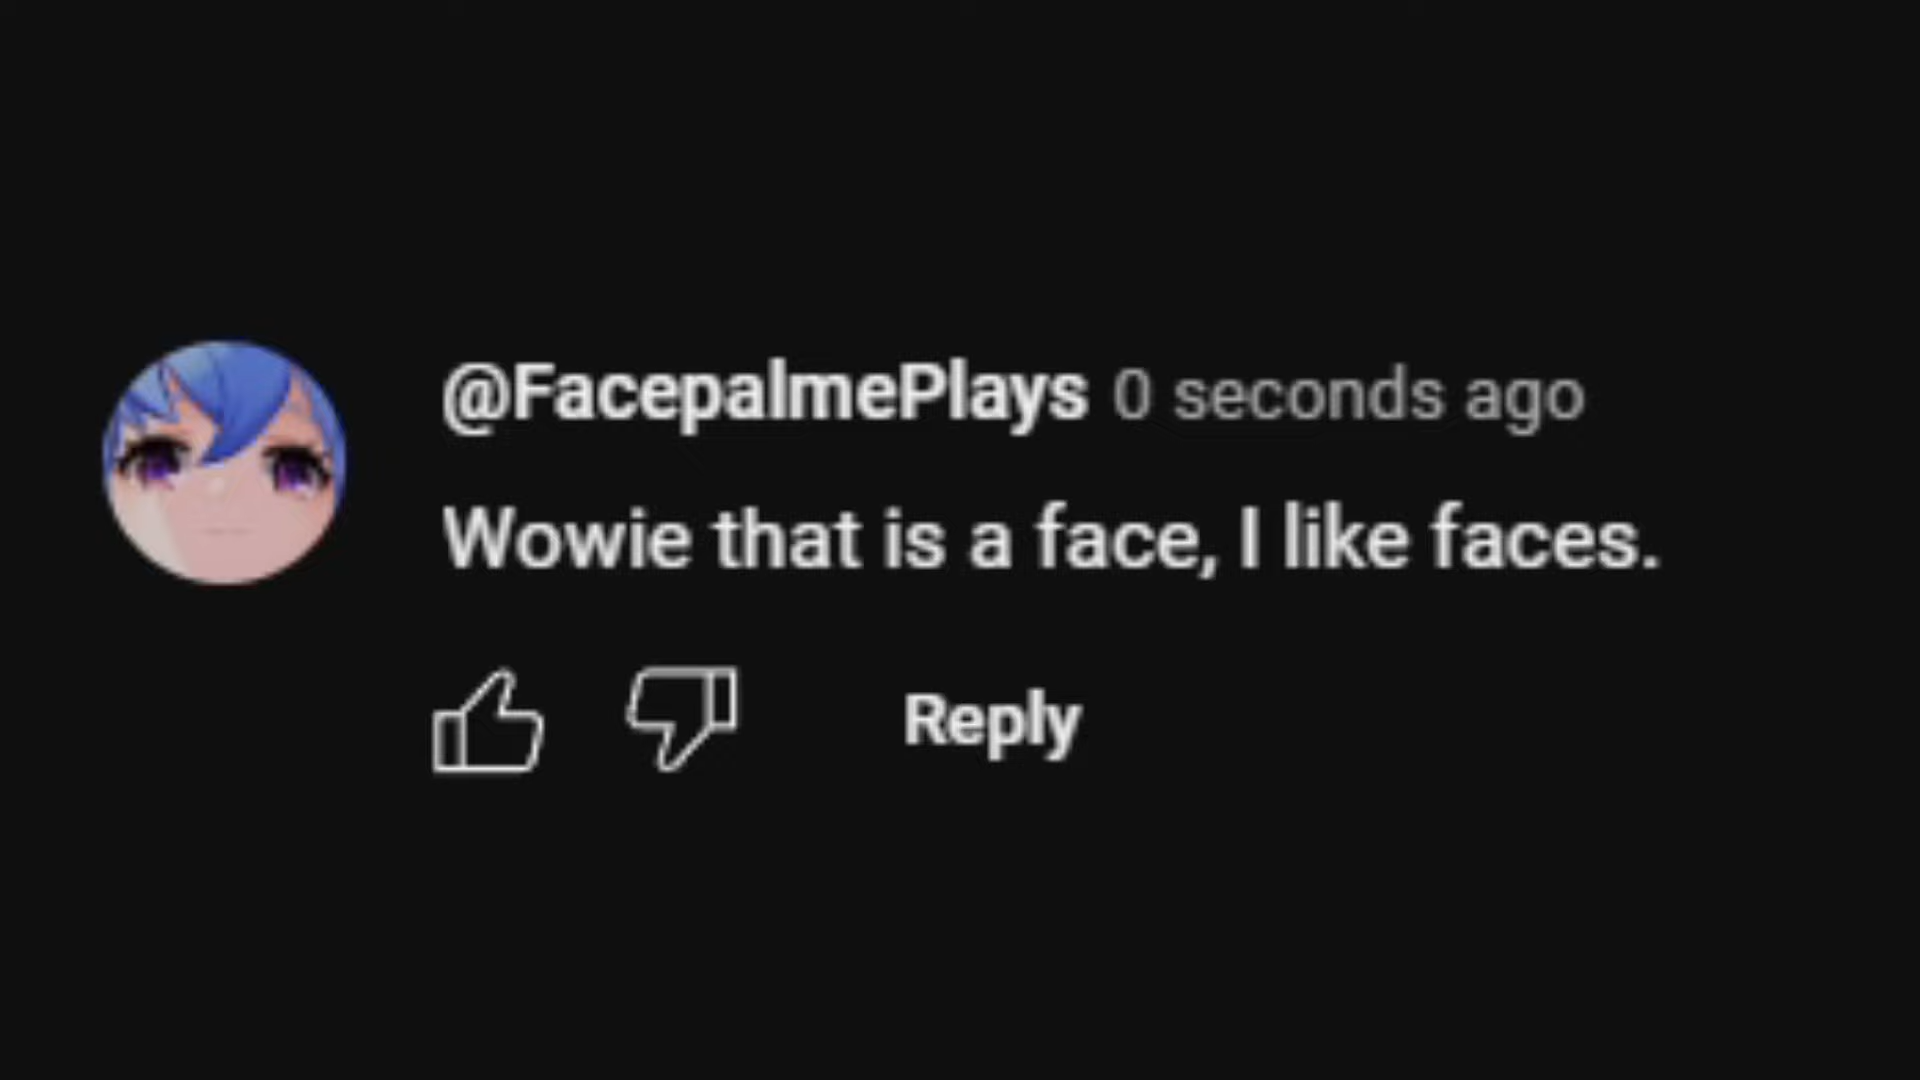 @FacepalmePlays 0 seconds ago
Wowie that is a face, I like faces.
Reply